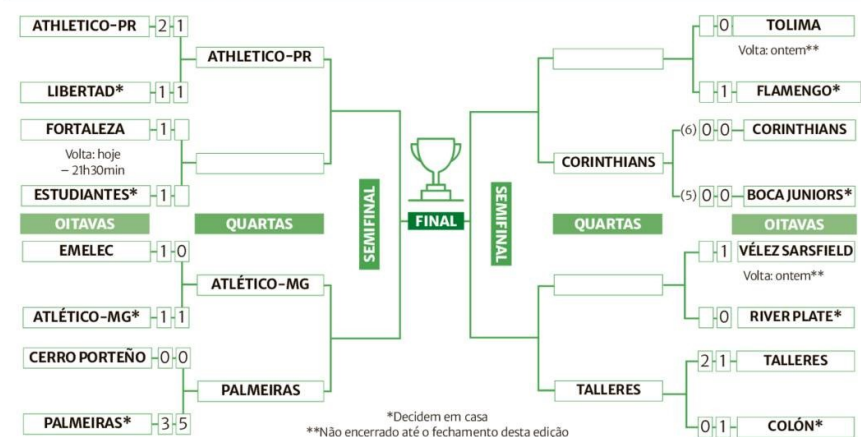 ATHLETICO-PR 2 1
LIBERTAD* 1 1
ATHLETICO-PR
FORTALEZA 1
Volta: hoje
– 21h30min
ESTUDIANTES* 1
OITAVAS
QUARTAS
SEMIFINAL
EMELEC 1 0
ATLÉTICO-MG* 1 1
ATLÉTICO-MG
CERRO PORTEÑO 0 0
PALMEIRAS* 3 5
PALMEIRAS
FINAL
0 TOLIMA
Volta: ontem**
1 FLAMENGO*
(6) 0 0 CORINTHIANS
(5) 0 0 BOCA JUNIORS*
CORINTHIANS
SEMIFINAL
QUARTAS
OITAVAS
1 VÉLEZ SARSFIELD
Volta: ontem**
0 RIVER PLATE*
2 1 TALLERES
0 1 COLÓN*
TALLERES
*Decidem em casa
**Não encerrado até o fechamento desta edição